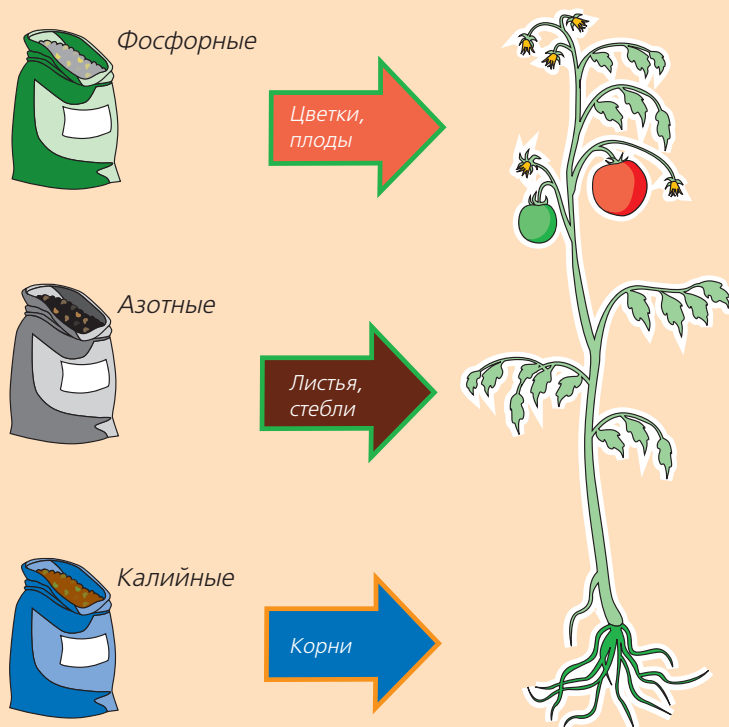 Фосфорные
Цветки,
плоды
Азотные
Листья,
стебли
Калийные
Корни